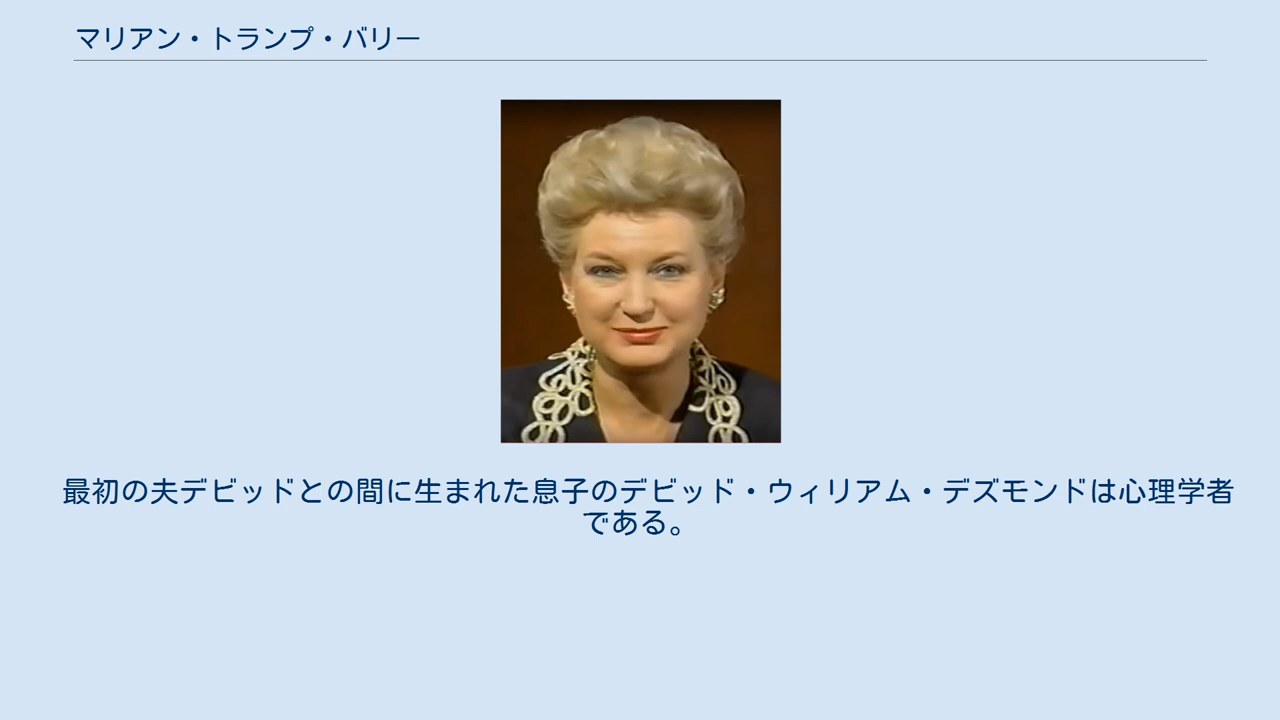 マリアン・トランプ・バリー
最初の夫デビッドとの間に生まれた息子のデビッド・ウィリアム・デズモンドは心理学者
である。